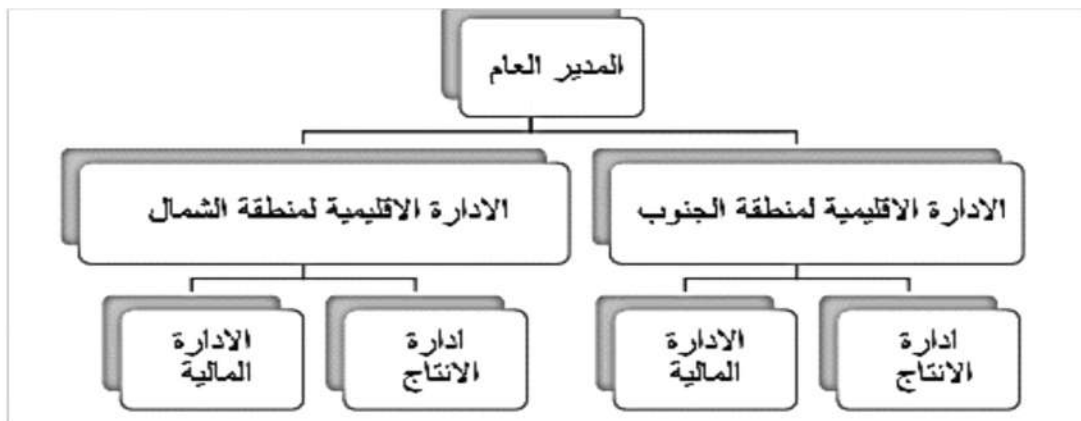 المدير العام
الادارة الاقليمية لمنطقة الجنوب
الادارة الاقليمية لمنطقة الشمال
ادارة
الانتاج
الادارة
المالية
ادارة
الانتاج
الادارة
المالية